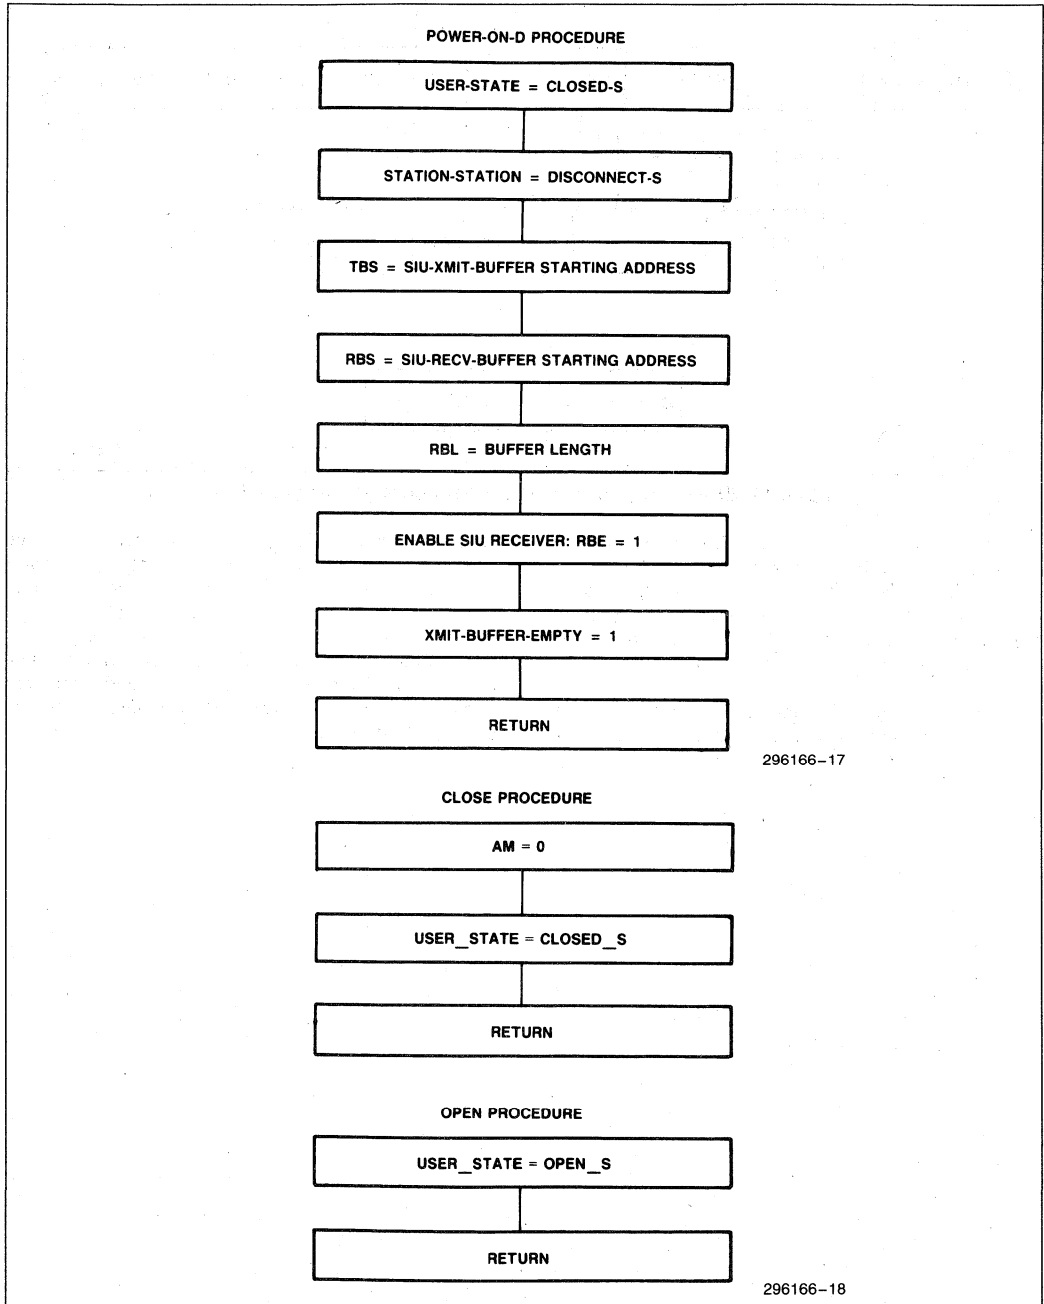 POWER-ON-D PROCEDURE
USER-STATE = CLOSED-S
STATION-STATION = DISCONNECT-S
TBS = SIU-XMIT-BUFFER STARTING ADDRESS
RBS = SIU-RECV-BUFFER STARTING ADDRESS
RBL = BUFFER LENGTH
ENABLE SIU RECEIVER: RBE = 1
XMIT-BUFFER-EMPTY = 1
RETURN
296166–17
CLOSE PROCEDURE
AM = 0
USER_STATE = CLOSED_S
RETURN
OPEN PROCEDURE
USER_STATE = OPEN_S
RETURN
296166–18